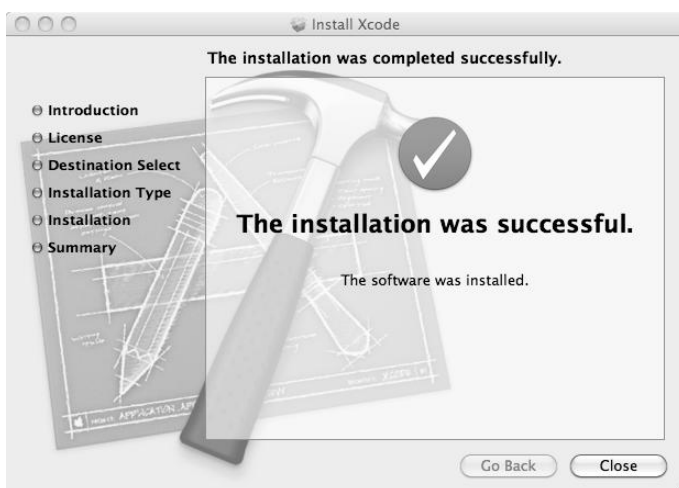 Install Xcode
The installation was completed successfully.
Introduction
License
Destination Select
Installation Type
Installation
Summary
The installation was successful.
The software was installed.
Go Back
Close